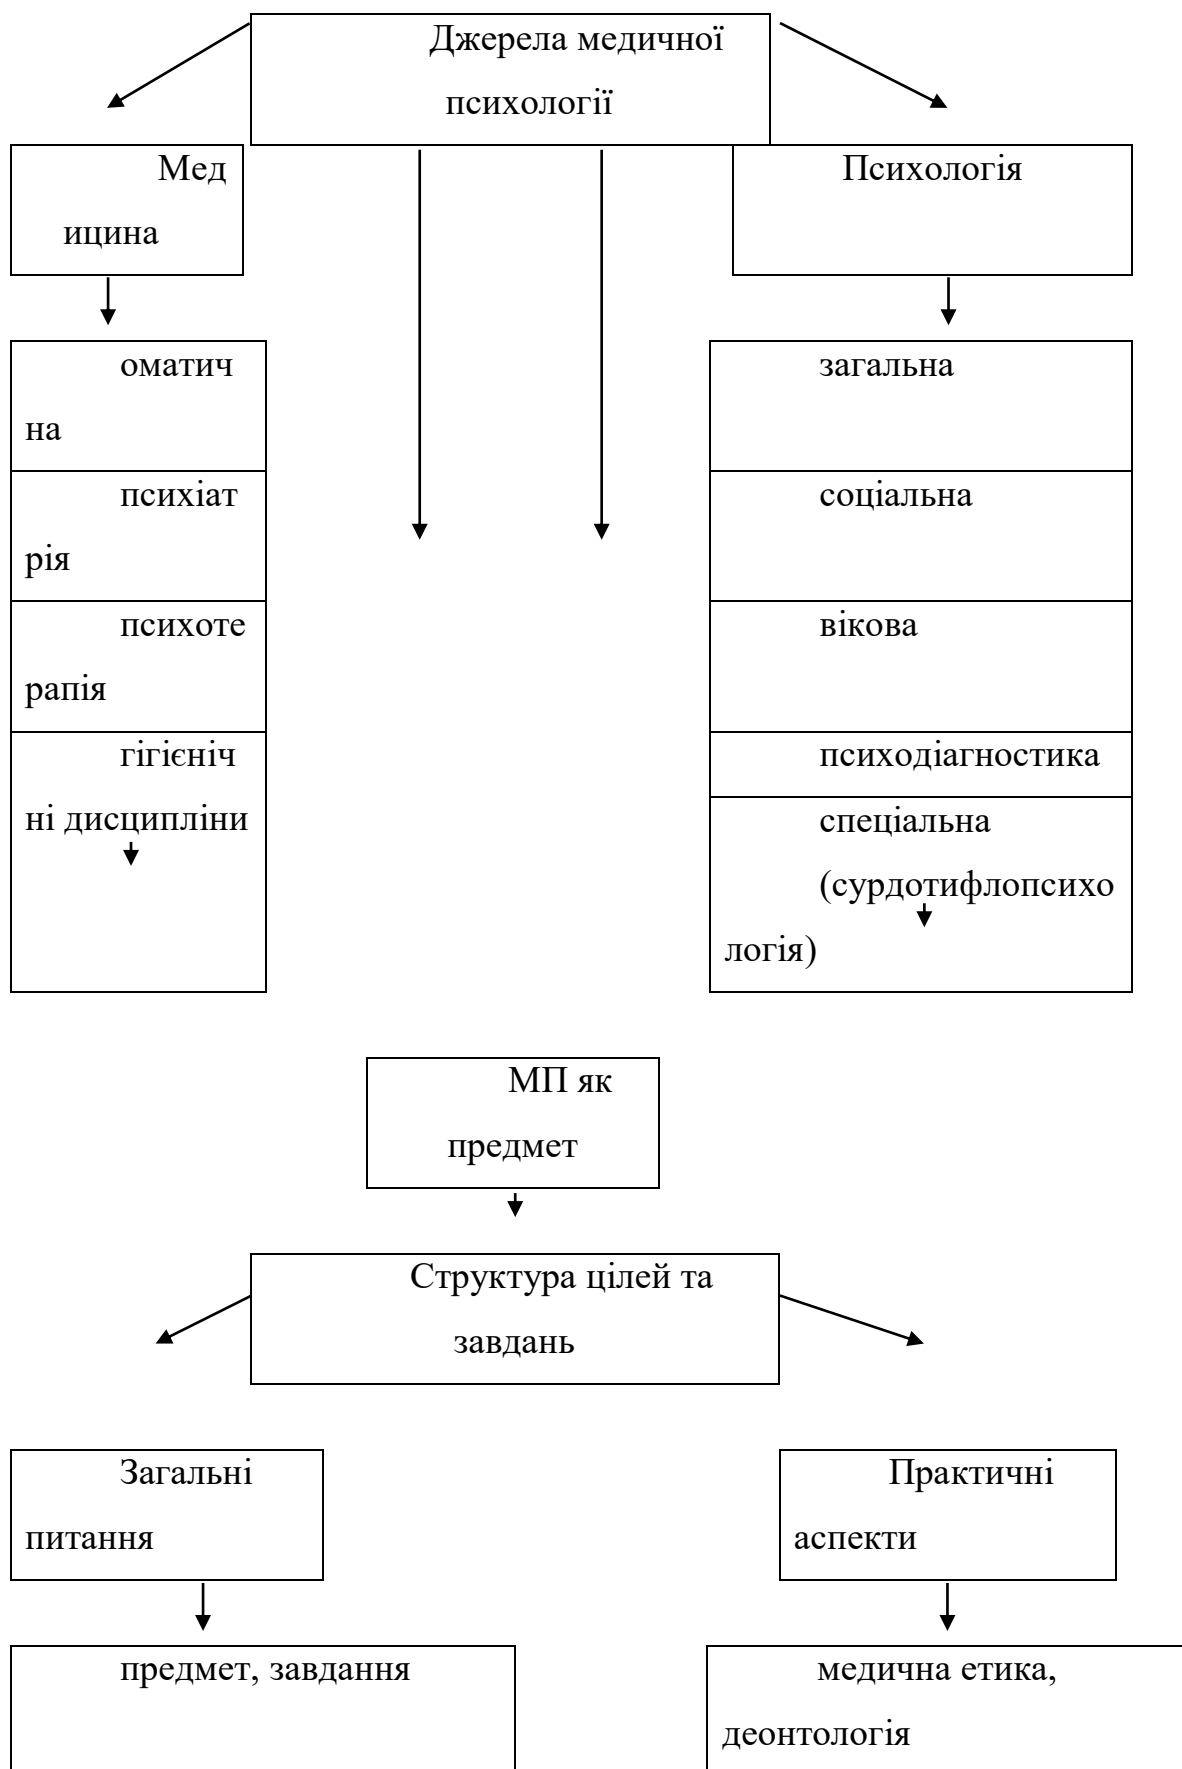 Джерела медичної
психології
Мед
ицина
Психологія
оматич
на
психіат
рія
психоте
рапія
гігієніч
ні дисципліни
загальна
соціальна
вікова
психодіагностика
спеціальна
(сурдотифлопсихо
логія)
МП як
предмет
Структура цілей та
завдань
Загальні
питання
Практичні
аспекти
предмет, завдання
медична етика,
деонтологія